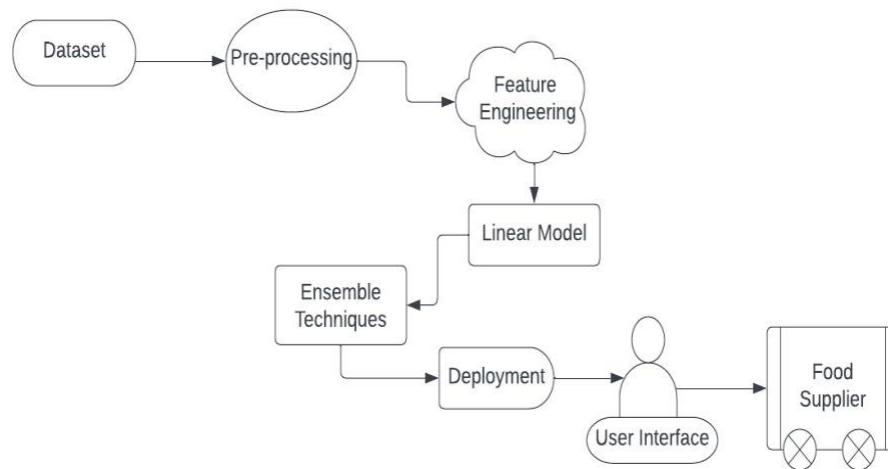 Dataset
Pre-processing
Feature
Engineering
Linear Model
Ensemble
Techniques
Deployment
User Interface
Food
Supplier